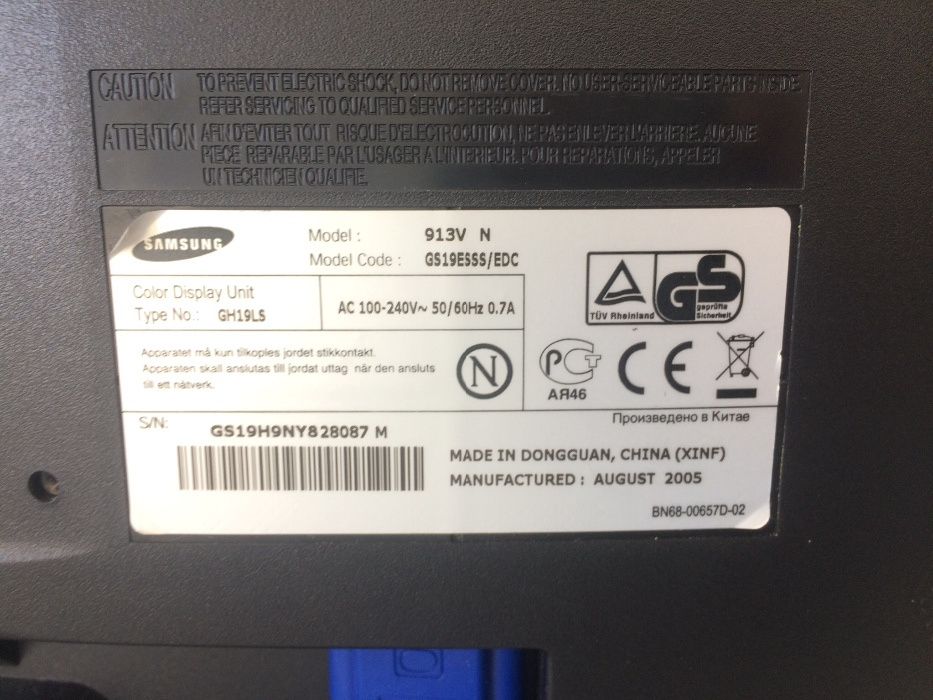 CAUTION TO PREVENT ELECTRIC SHOCK, DO NOT REMOVE COVER. NO USER-SERVICEABLE PARTS INSIDE.
REFER SERVICING TO QUALIFIED SERVICE PERSONNEL.
ATTENTION AFIN D'EVITER TOUT RISQUE D'ELECTROCUTION, NE PAS ENLEVER L'ARRIERE. AUCUNE
PIECE REPARABLE PAR L'USAGER A L'INTERIEUR. POUR REPARATIONS, APPELER
UN TECHNICIEN QUALIFIE.
SAMSUNG
Model : 913V N
Model Code : GS19ESSS/EDC
Color Display Unit
Type No.: GH19LS
AC 100-240V~ 50/60Hz 0.7A
TÜV Rheinland
GS
geprüfte
Sicherheit
Apparatet må kun tilkoples jordet stikkontakt.
Apparaten skall anslutas till jordat uttag när den ansluts
till ett nätverk.
N
РСТ
АЯ46
CE
Произведено в Китае
S/N:
GS19H9NY828087 M
MADE IN DONGGUAN, CHINA (XINF)
MANUFACTURED : AUGUST 2005
BN68-00657D-02